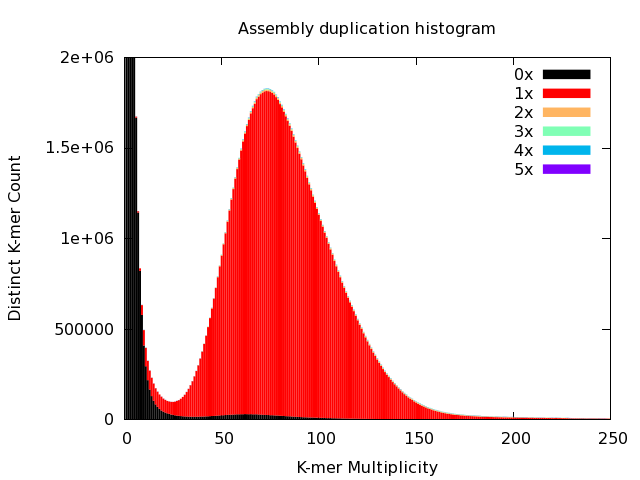 Assembly duplication histogram
2e+06
1.5e+06
1e+06
500000
0
Distinct K-mer Count
0x
1x
2x
3x
4x
5x
0 50 100 150 200 250
K-mer Multiplicity